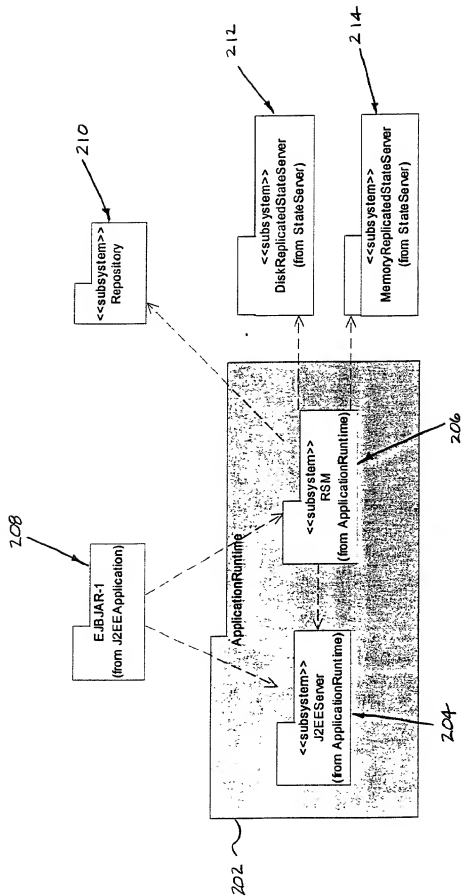 208
EJBJAR-1
(from J2EEApplication)
210
<<subsystem>>
Repository
202
ApplicationRuntime
<<subsystem>>
J2EEServer
(from ApplicationRuntime)
204
<<subsystem>>
RSM
(from ApplicationRuntime)
206
<<subsystem>>
DiskReplicatedStateServer
(from StateServer)
212
<<subsystem>>
MemoryReplicatedStateServer
(from StateServer)
214